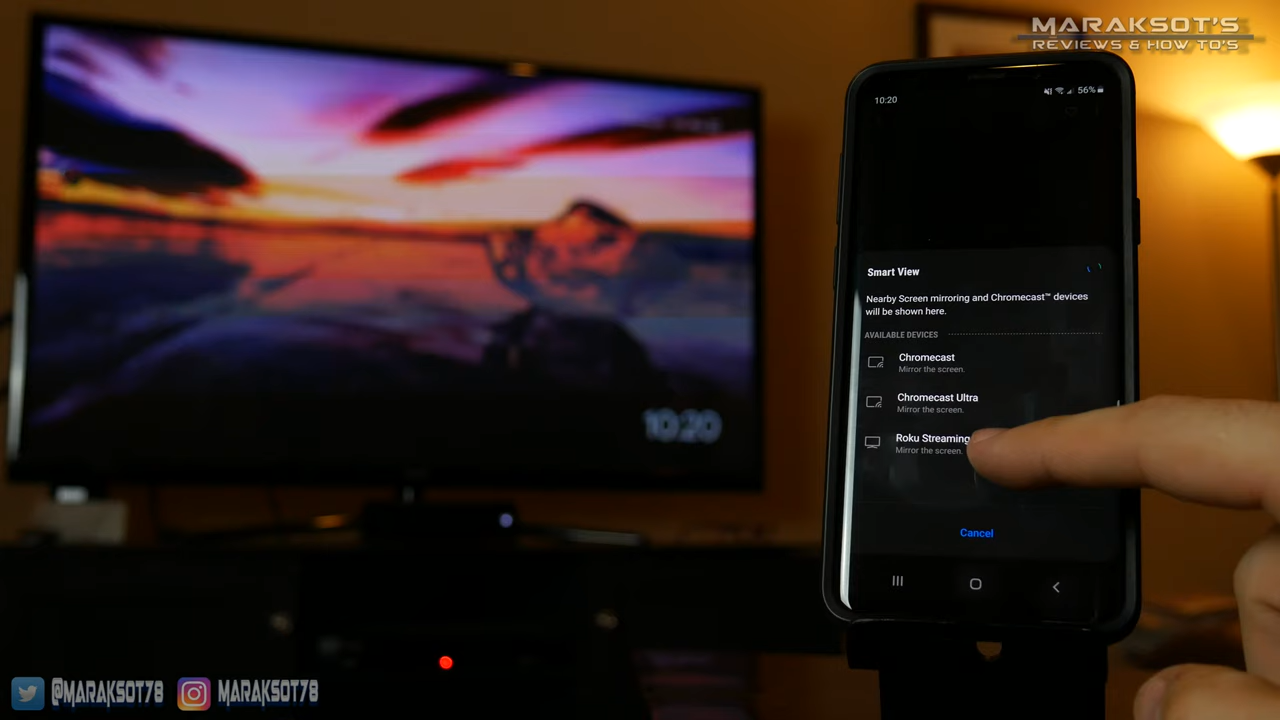 MARAKSOT'S
REVIEWS & HOW TO'S
10:20
56%
Smart View
Nearby Screen mirroring and Chromecast™ devices
will be shown here.
AVAILABLE DEVICES
Chromecast
Mirror the screen.
Chromecast Ultra
Mirror the screen.
Roku Streaming
Mirror the screen.
Cancel
10:20
@MARAKSOT78
MARAKSOT78